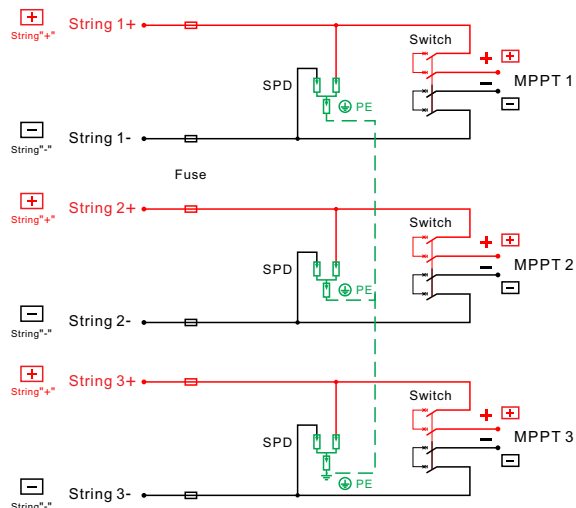 String 1+
String"+"
Switch
+
MPPT 1
SPD
PE
−
String 1-
String"-"
Fuse
String 2+
String"+"
Switch
+
MPPT 2
SPD
PE
−
String 2-
String"-"
String 3+
String"+"
Switch
+
MPPT 3
SPD
PE
−
String 3-
String"-"